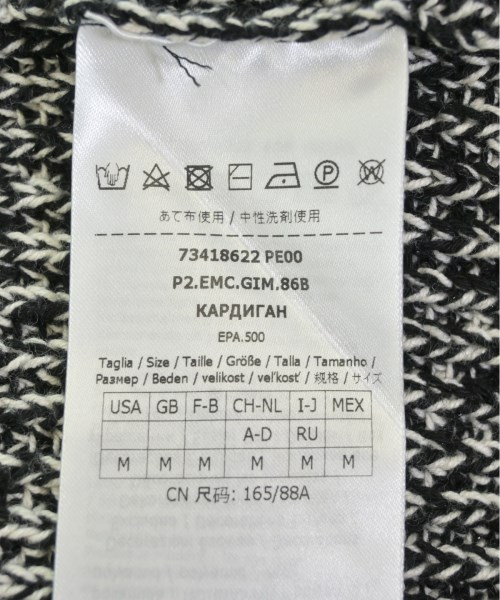 あて布使用 / 中性洗剤使用
73418622 PE00
P2.EMC.GIM.86B
КАРДИГАН
EPA.500
Taglia / Size / Taille / Größe / Talla / Tamanho /
Размер / Beden / velikost / veľkosť / 规格 / サイズ
USA GB F-B CH-NL I-J MEX
A-D RU
M M M M M M
CN 尺码: 165/88A